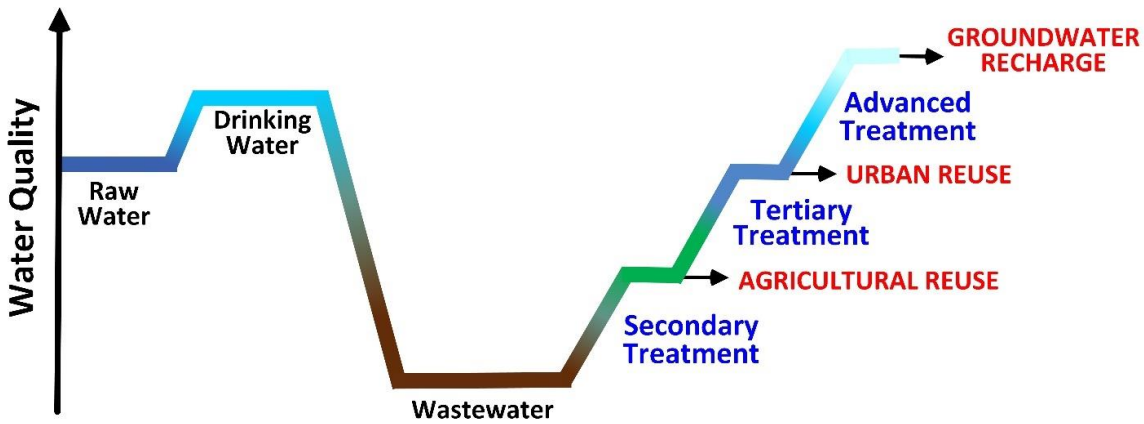 Water Quality
Raw
Water
Drinking
Water
Wastewater
Secondary
Treatment
AGRICULTURAL REUSE
Tertiary
Treatment
URBAN REUSE
Advanced
Treatment
GROUNDWATER
RECHARGE